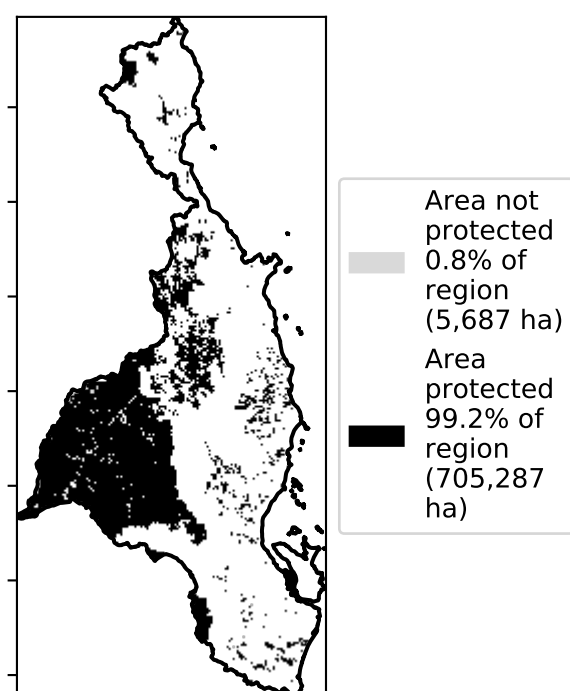 Area not
protected
0.8% of
region
(5,687 ha)
Area
protected
99.2% of
region
(705,287
ha)